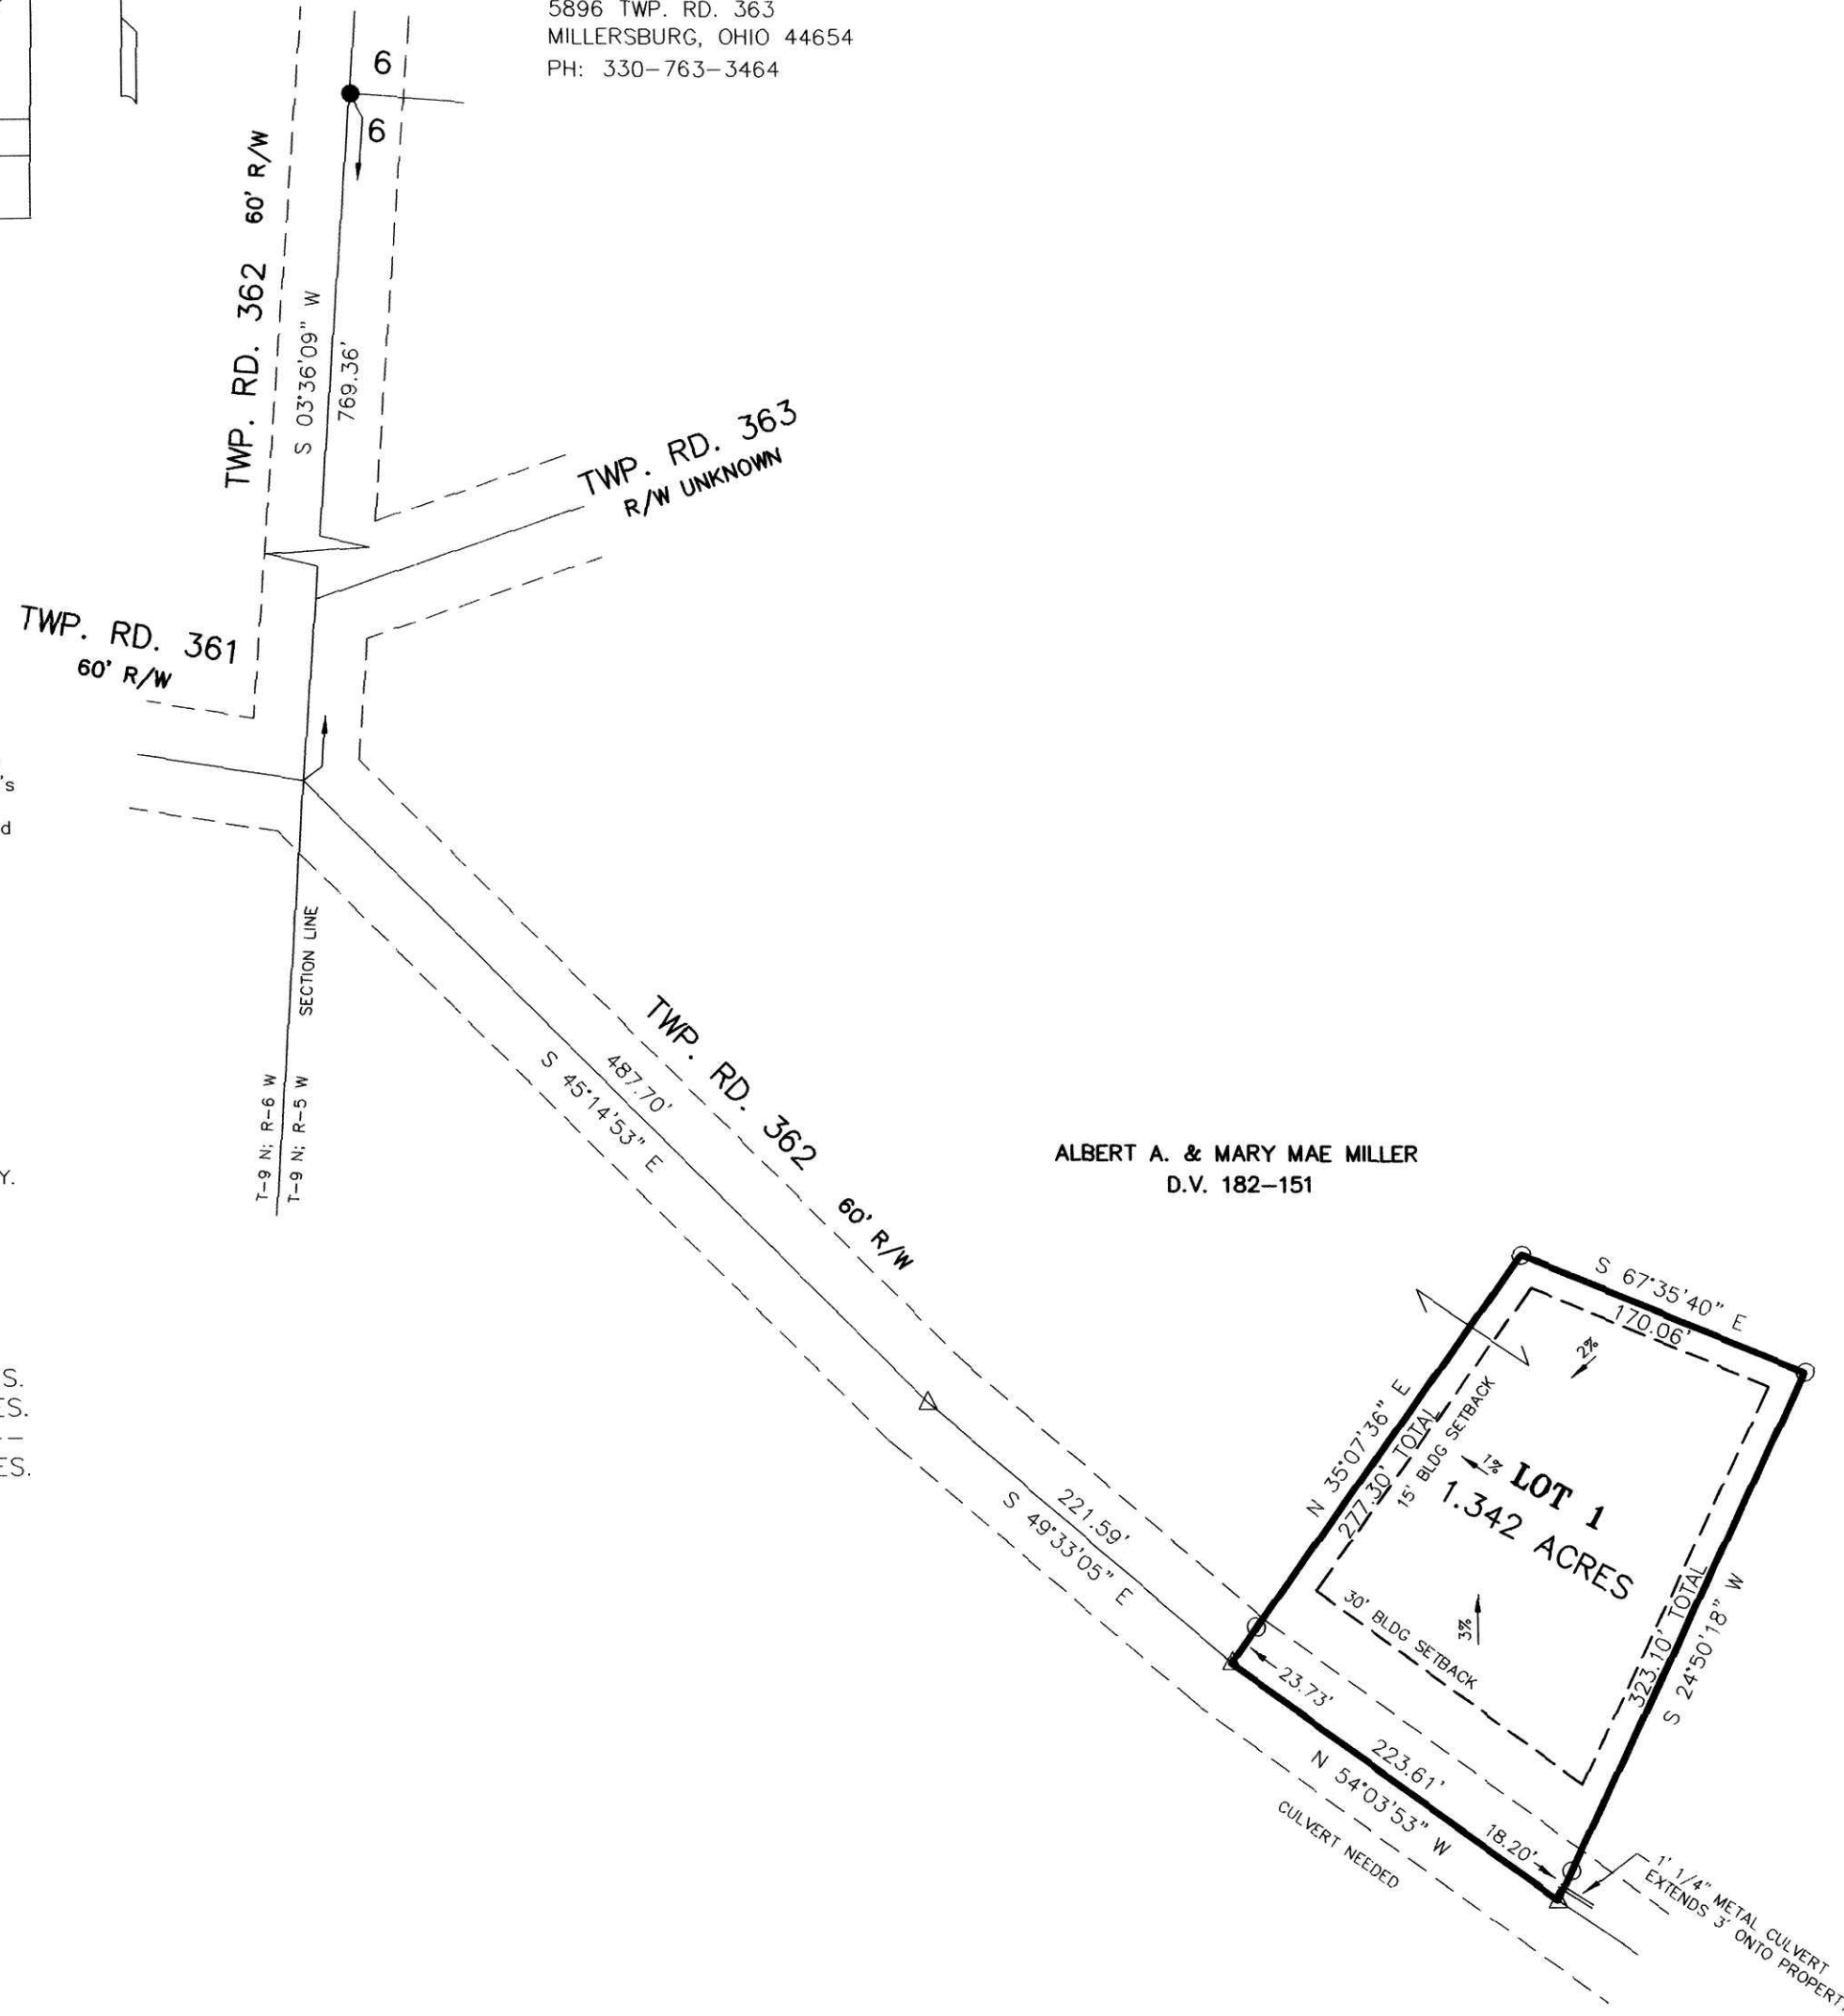 5896 TWP. RD. 363
MILLERSBURG, OHIO 44654
PH: 330-763-3464
6
6
TWP. RD. 362 60' R/W
S 03°36'09" W
769.36'
TWP. RD. 363
R/W UNKNOWN
TWP. RD. 361
60' R/W
's
d
SECTION LINE
T-9 N; R-6 W
T-9 N; R-5 W
TWP. RD. 362 60' R/W
487.70'
S 45°14'53" E
Y.
ALBERT A. & MARY MAE MILLER
D.V. 182-151
S 67°35'40" E
170.06'
2%
S.
ES.
ES.
N 35°07'36" E
277.30' TOTAL
15' BLDG SETBACK
1%
LOT 1
1.342 ACRES
221.59'
S 49°33'05" E
30' BLDG SETBACK
3%
323.10' TOTAL
S 24°50'18" W
23.73'
223.61'
N 54°03'53" W
18.20'
CULVERT NEEDED
1' 1/4" METAL CULVERT
EXTENDS 3' ONTO PROPERT